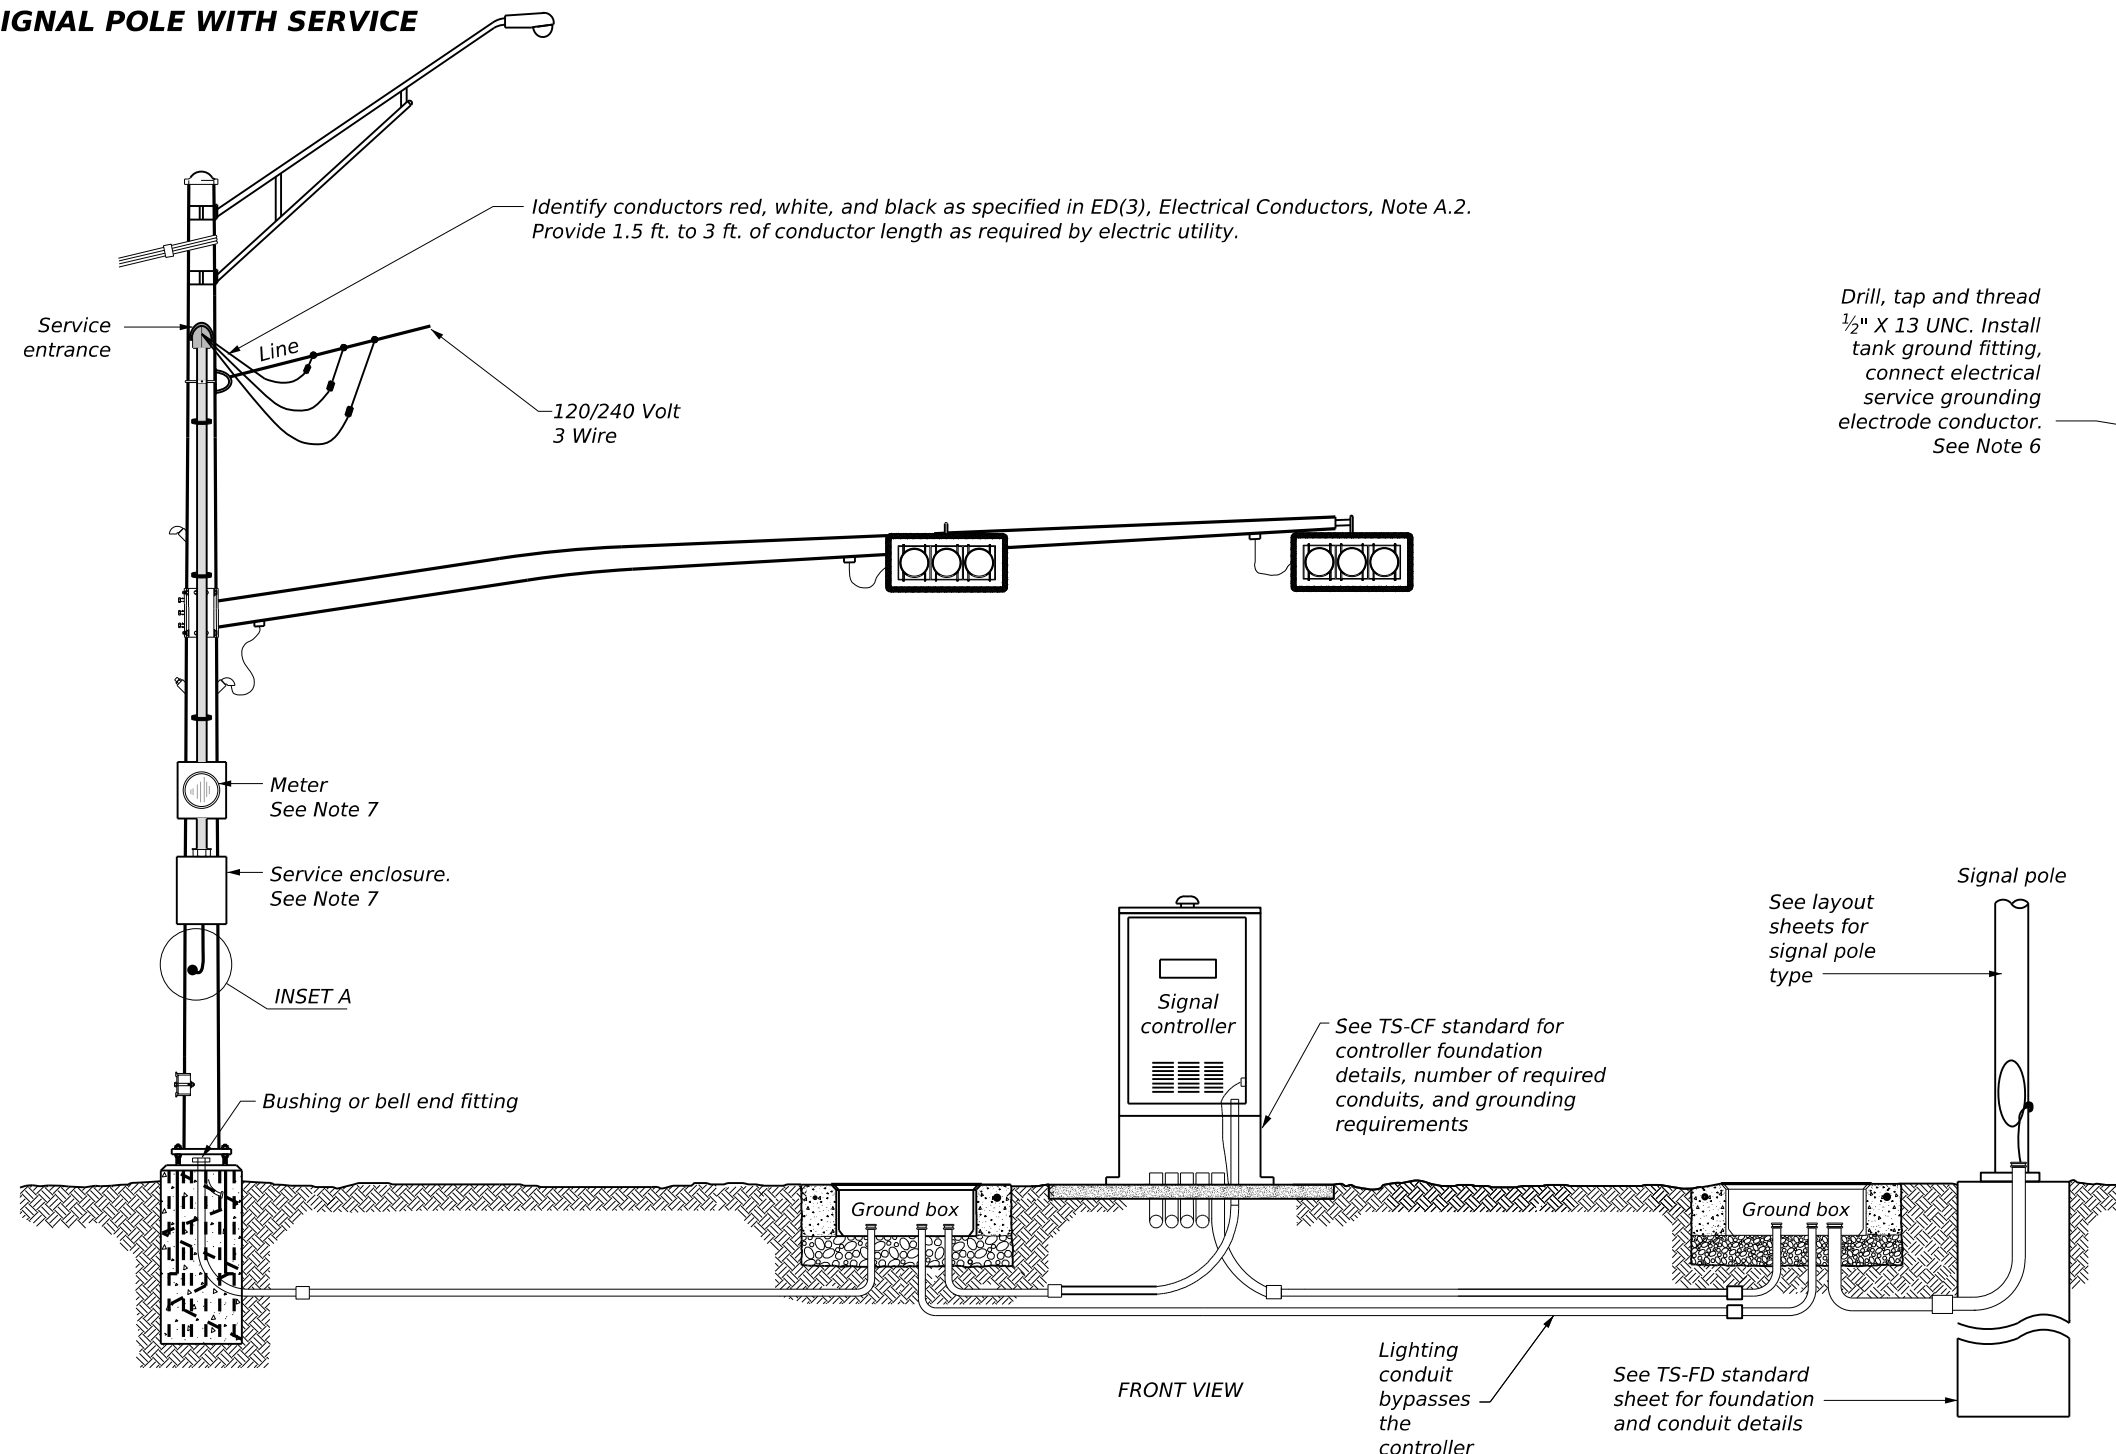 IGNAL POLE WITH SERVICE
Identify conductors red, white, and black as specified in ED(3), Electrical Conductors, Note A.2.
Provide 1.5 ft. to 3 ft. of conductor length as required by electric utility.
Service
entrance
Line
120/240 Volt
3 Wire
Drill, tap and thread
½" X 13 UNC. Install
tank ground fitting,
connect electrical
service grounding
electrode conductor.
See Note 6
Meter
See Note 7
Service enclosure.
See Note 7
INSET A
Bushing or bell end fitting
Signal
controller
See TS-CF standard for
controller foundation
details, number of required
conduits, and grounding
requirements
Signal pole
See layout
sheets for
signal pole
type
Ground box
Ground box
Lighting
conduit
bypasses
the
controller
FRONT VIEW
See TS-FD standard
sheet for foundation
and conduit details